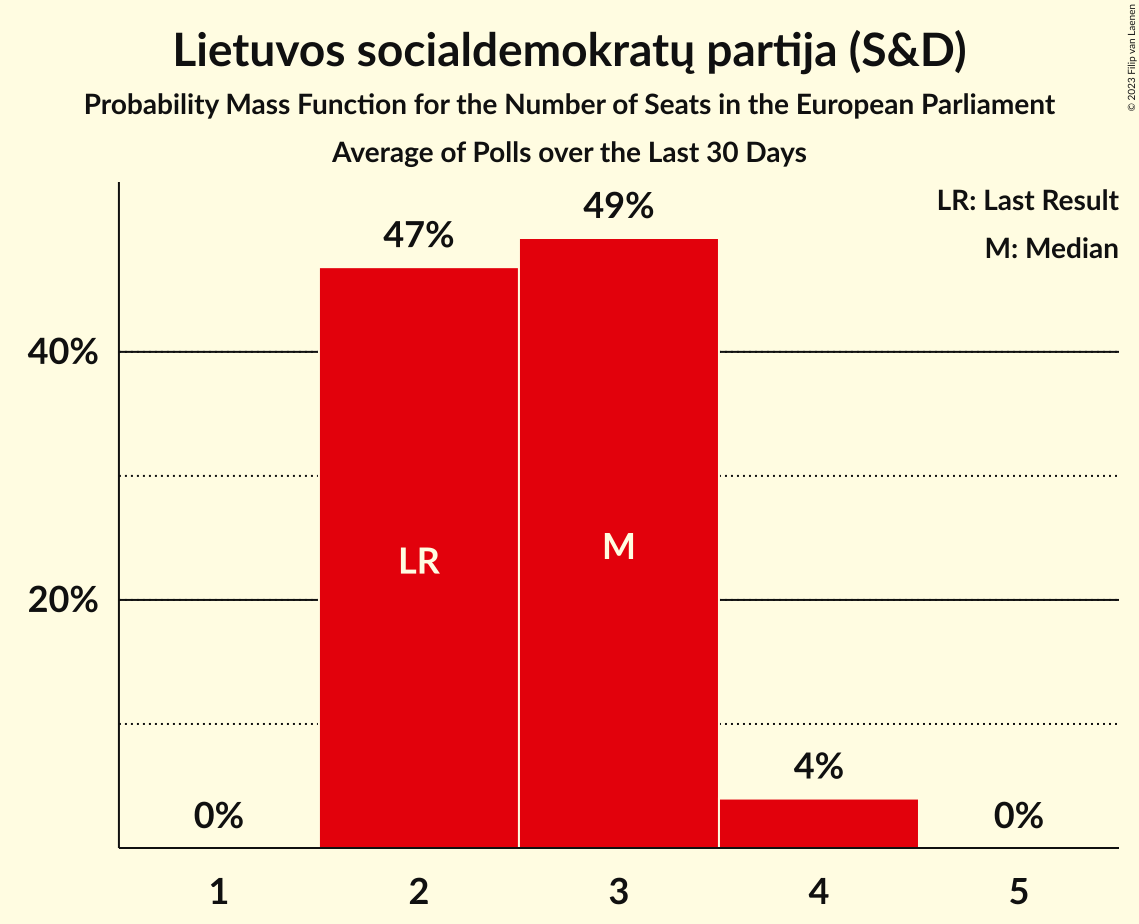 Lietuvos socialdemokratų partija (S&D)
Probability Mass Function for the Number of Seats in the European Parliament
Average of Polls over the Last 30 Days
© 2023 Filip van Laenen
LR: Last Result
M: Median
47%
49%
40%
LR
M
20%
0%
4%
0%
1
2
3
4
5